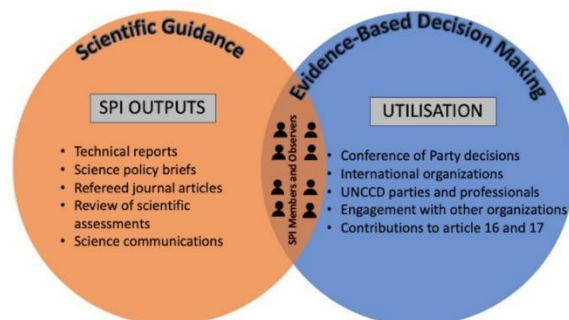 Scientific Guidance
SPI OUTPUTS
• Technical reports
• Science policy briefs
• Refereed journal articles
• Review of scientific
assessments
• Science communications
SPI Members and Observers
Evidence-Based Decision Making
UTILISATION
• Conference of Party decisions
• International organizations
• UNCCD parties and professionals
• Engagement with other organizations
• Contributions to article 16 and 17